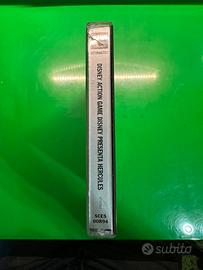 DISNEY ACTION GAME DISNEY PRESENTA HERCULES
SCES
00894
subito